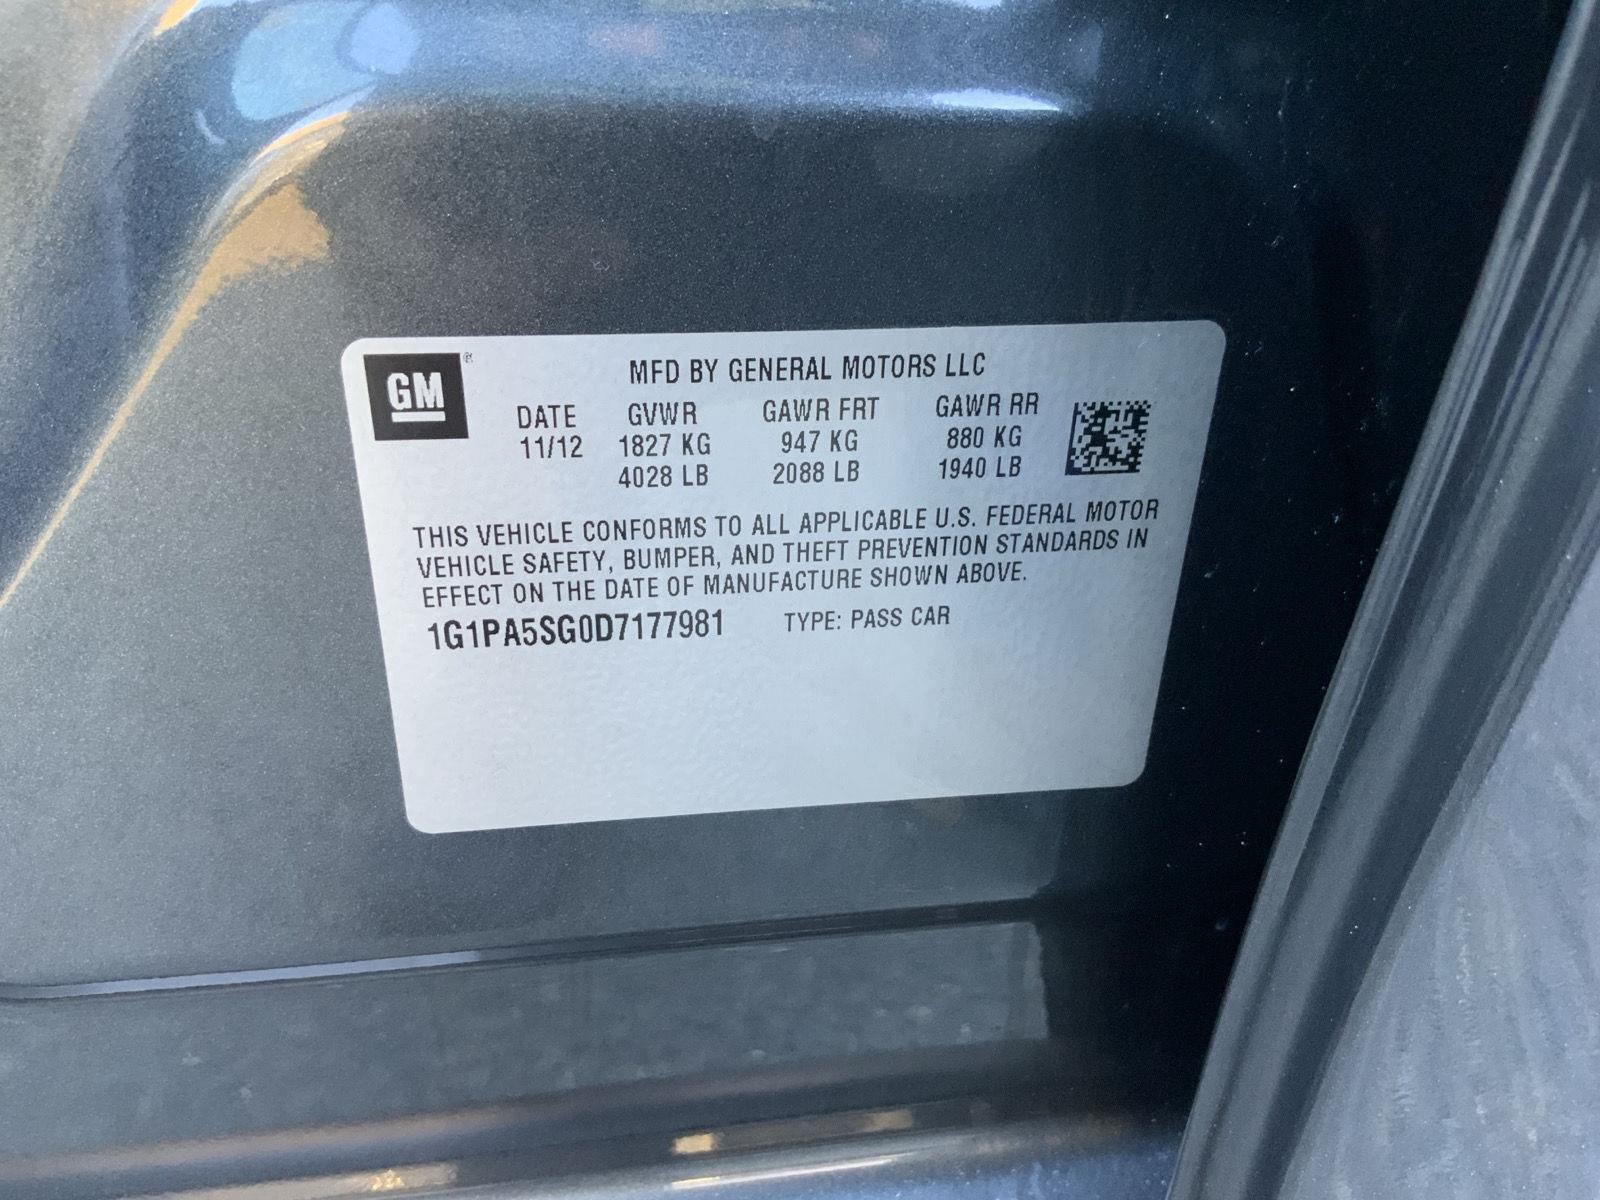 GM ®
MFD BY GENERAL MOTORS LLC
DATE GVWR GAWR FRT GAWR RR
11/12 1827 KG 947 KG 880 KG
4028 LB 2088 LB 1940 LB
THIS VEHICLE CONFORMS TO ALL APPLICABLE U.S. FEDERAL MOTOR
VEHICLE SAFETY, BUMPER, AND THEFT PREVENTION STANDARDS IN
EFFECT ON THE DATE OF MANUFACTURE SHOWN ABOVE.
1G1PA5SG0D7177981 TYPE: PASS CAR